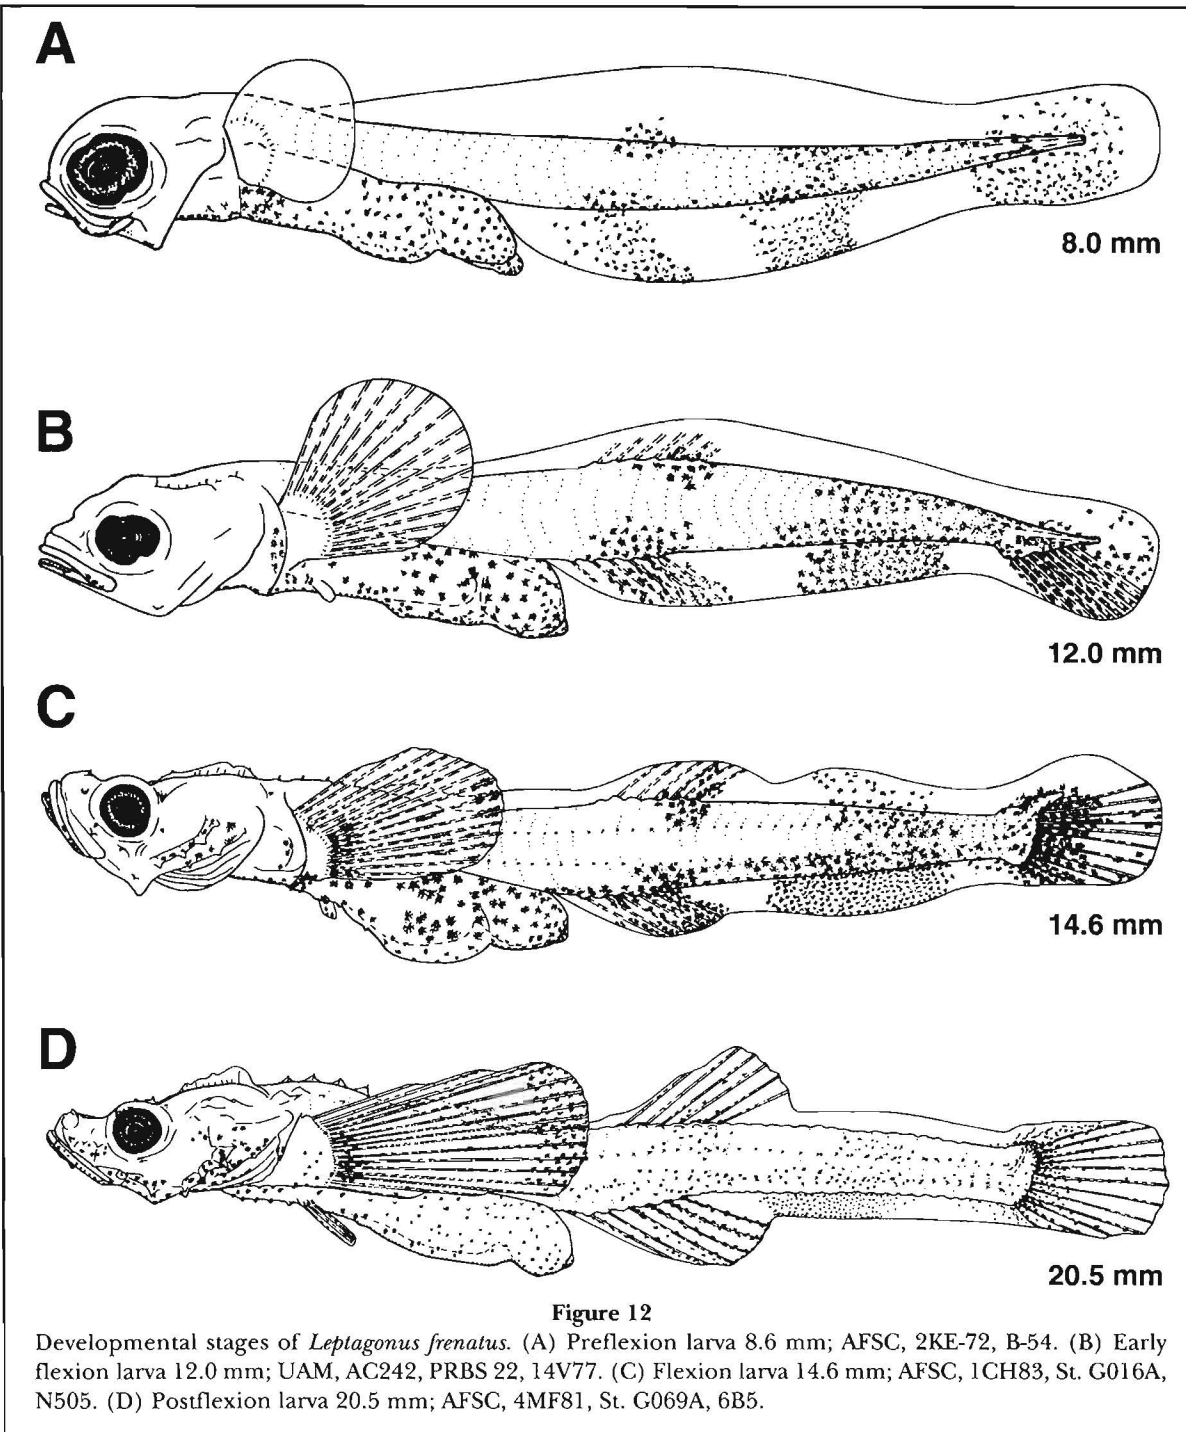 A
8.0 mm
B
12.0 mm
C
14.6 mm
D
20.5 mm
Figure 12
Developmental stages of Leptagonus frenatus. (A) Preflexion larva 8.6 mm; AFSC, 2KE-72, B-54. (B) Early
flexion larva 12.0 mm; UAM, AC242, PRBS 22, 14V77. (C) Flexion larva 14.6 mm; AFSC, 1CH83, St. G016A,
N505. (D) Postflexion larva 20.5 mm; AFSC, 4MF81, St. G069A, 6B5.